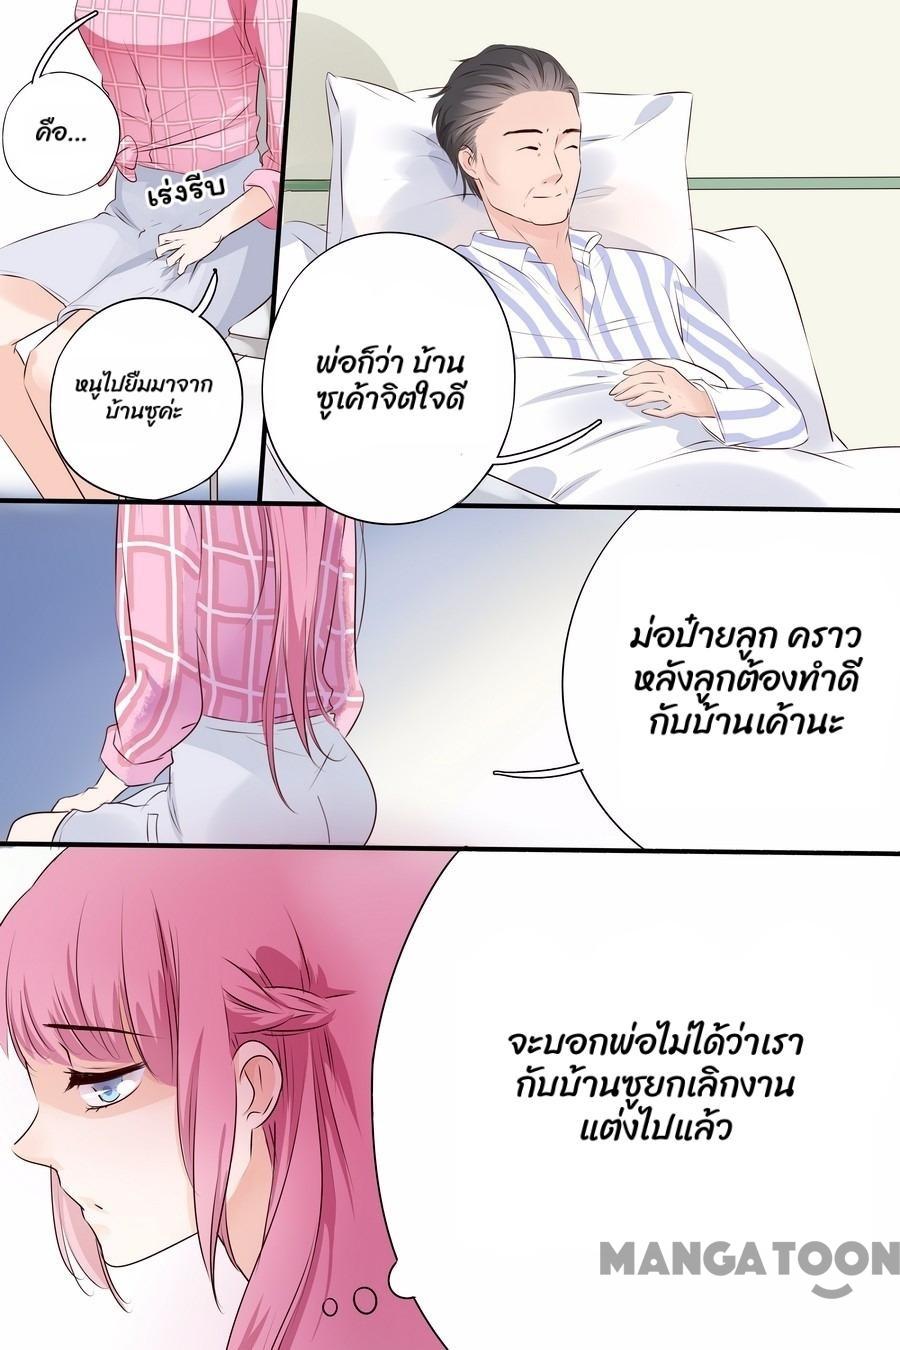 คือ...
เร่งรีบ
หนูไปยืมมาจาก
บ้านซูค่ะ
พ่อก็ว่า บ้าน
ซูเค้าจิตใจดี
ม่อป๋ายลูก คราว
หลังลูกต้องทำดี
กับบ้านเค้านะ
จะบอกพ่อไม่ได้ว่าเรา
กับบ้านซูยกเลิกงาน
แต่งไปแล้ว
MANGATOON